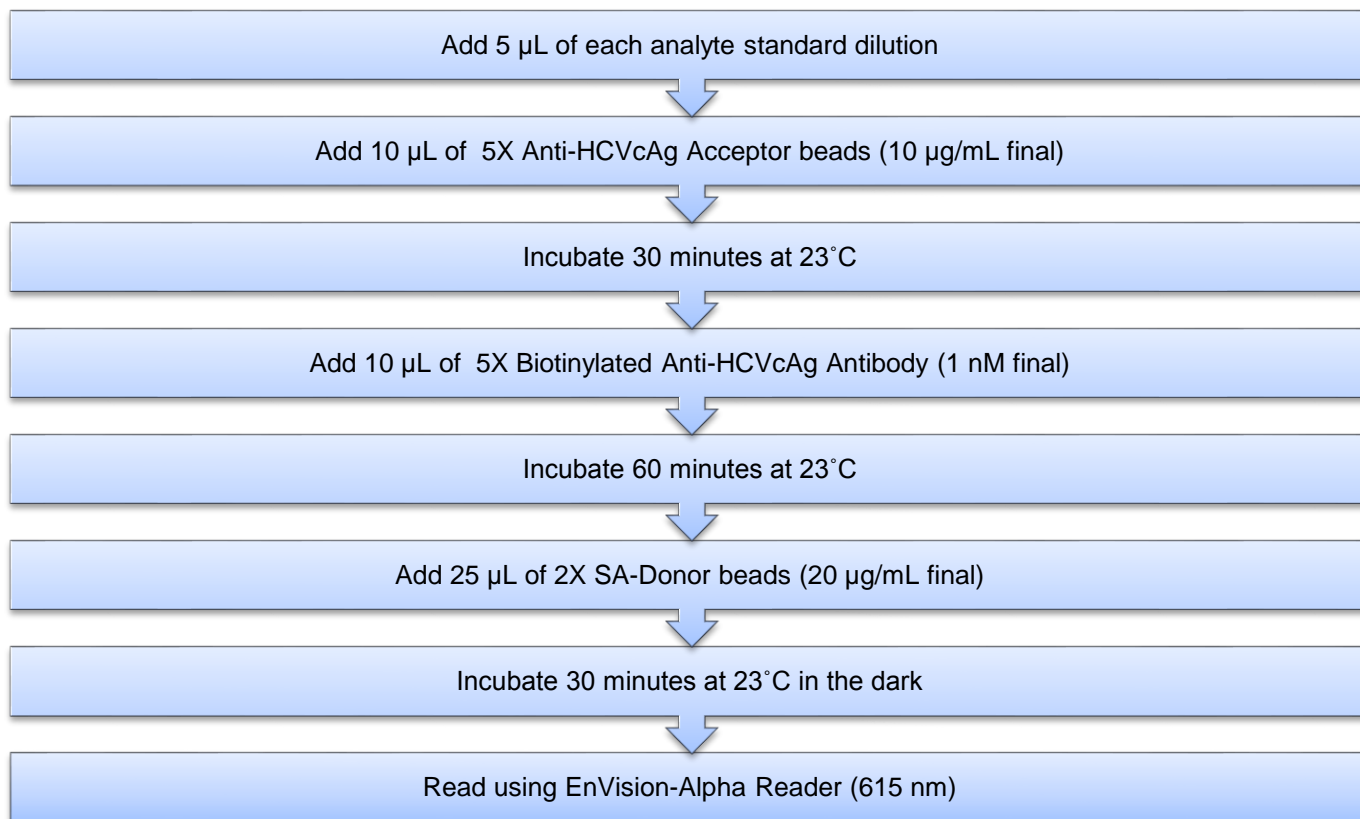 Add 5 µL of each analyte standard dilution
Add 10 µL of 5X Anti-HCVcAg Acceptor beads (10 µg/mL final)
Incubate 30 minutes at 23˚C
Add 10 µL of 5X Biotinylated Anti-HCVcAg Antibody (1 nM final)
Incubate 60 minutes at 23˚C
Add 25 µL of 2X SA-Donor beads (20 µg/mL final)
Incubate 30 minutes at 23˚C in the dark
Read using EnVision-Alpha Reader (615 nm)